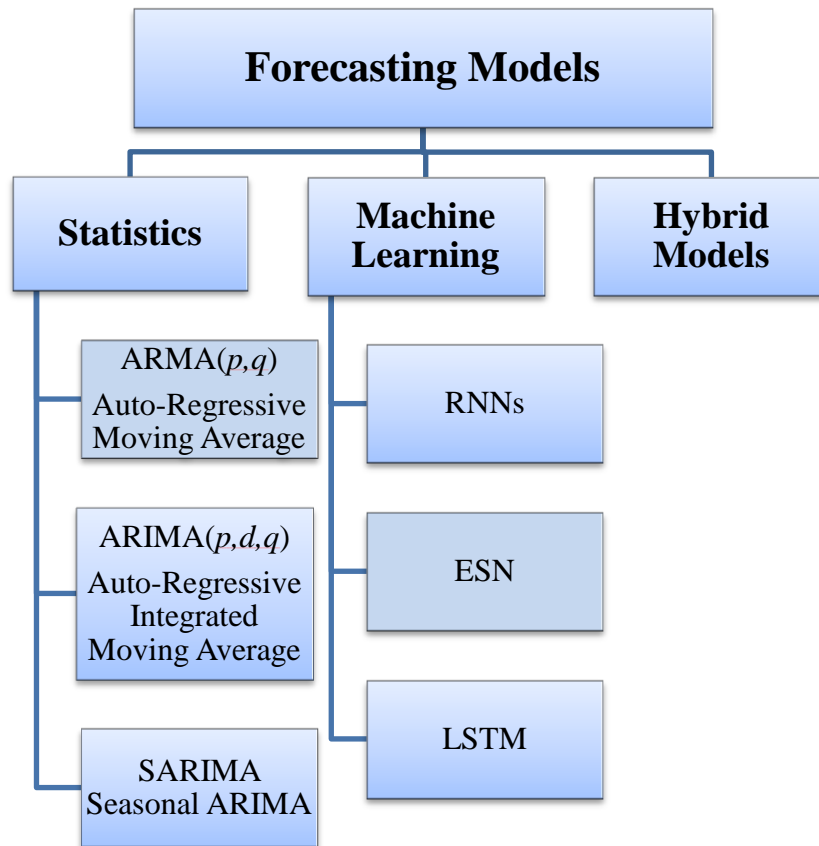 Forecasting Models
Statistics
Machine
Learning
Hybrid
Models
ARMA(p,q)
Auto-Regressive
Moving Average
ARIMA(p,d,q)
Auto-Regressive
Integrated
Moving Average
SARIMA
Seasonal ARIMA
RNNs
ESN
LSTM